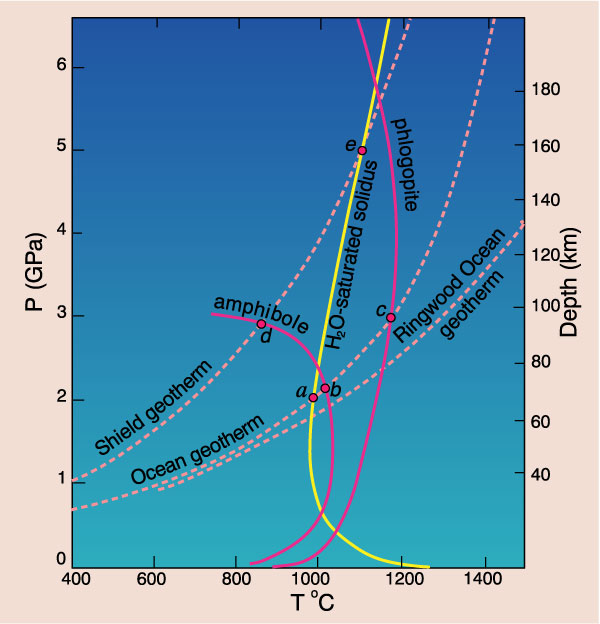 6
5
4
3
2
1
0
P (GPa)
180
160
140
120
100
80
60
40
Depth (km)
e
phlogopite
H₂O-saturated solidus
amphibole
d
c
Ringwood Ocean
geotherm
a
b
Shield geotherm
Ocean geotherm
400
600
800
1000
1200
1400
T °C